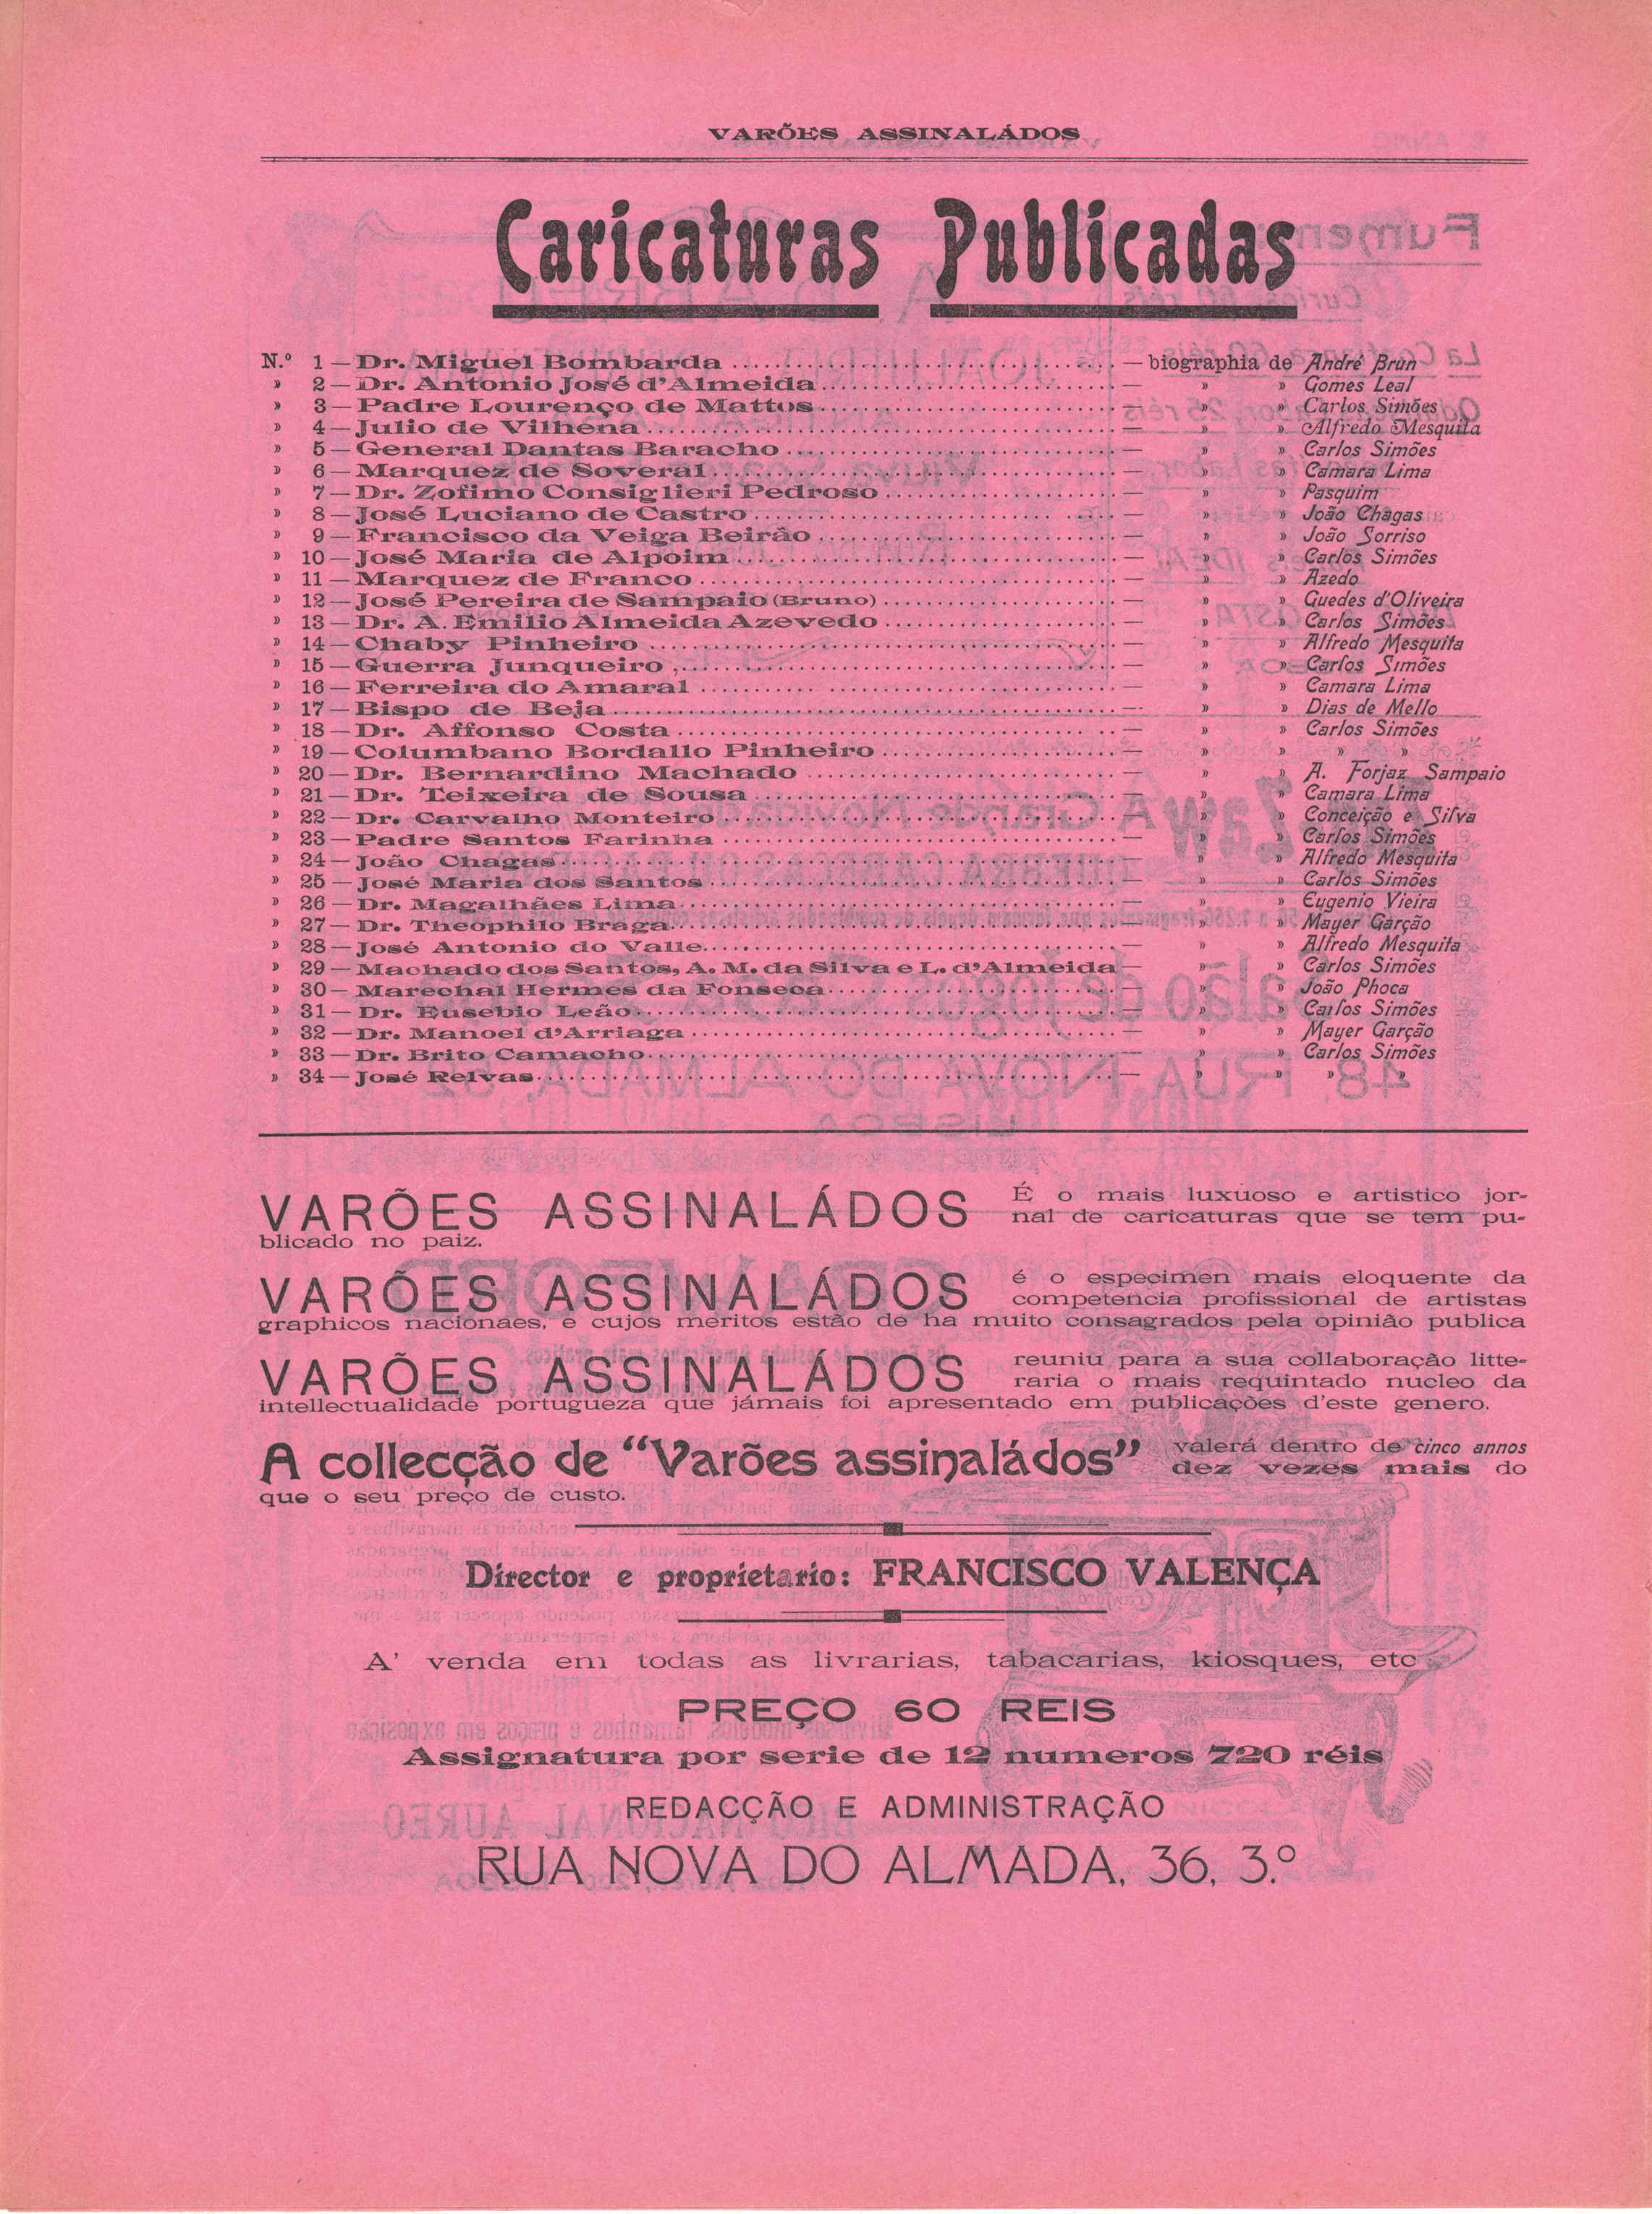 VARÕES ASSINALÁDOS
Caricaturas Publicadas
N.º 1 — Dr. Miguel Bombarda — biographia de André Brun
» 2 — Dr. Antonio José d'Almeida — » » Gomes Leal
» 3 — Padre Lourenço de Mattos — » » Carlos Simões
» 4 — Julio de Vilhena — » » Alfredo Mesquita
» 5 — General Dantas Baracho — » » Carlos Simões
» 6 — Marquez de Soveral — » » Camara Lima
» 7 — Dr. Zofimo Consiglieri Pedroso — » » Pasquim
» 8 — José Luciano de Castro — » » João Chagas
» 9 — Francisco da Veiga Beirão — » » João Sorriso
» 10 — José Maria de Alpoim — » » Carlos Simões
» 11 — Marquez de Franco — » » Azedo
» 12 — José Pereira de Sampaio (Bruno) — » » Guedes d'Oliveira
» 13 — Dr. A. Emilio Almeida Azevedo — » » Carlos Simões
» 14 — Chaby Pinheiro — » » Alfredo Mesquita
» 15 — Guerra Junqueiro — » » Carlos Simões
» 16 — Ferreira do Amaral — » » Camara Lima
» 17 — Bispo de Beja — » » Dias de Mello
» 18 — Dr. Affonso Costa — » » Carlos Simões
» 19 — Columbano Bordallo Pinheiro — » » » »
» 20 — Dr. Bernardino Machado — » » A. Forjaz Sampaio
» 21 — Dr. Teixeira de Sousa — » » Camara Lima
» 22 — Dr. Carvalho Monteiro — » » Conceição e Silva
» 23 — Padre Santos Farinha — » » Carlos Simões
» 24 — João Chagas — » » Alfredo Mesquita
» 25 — José Maria dos Santos — » » Carlos Simões
» 26 — Dr. Magalhães Lima — » » Eugenio Vieira
» 27 — Dr. Theophilo Braga — » » Mayer Garção
» 28 — José Antonio do Valle — » » Alfredo Mesquita
» 29 — Machado dos Santos, A. M. da Silva e L. d'Almeida — » » Carlos Simões
» 30 — Marechal Hermes da Fonseca — » » João Phoca
» 31 — Dr. Eusebio Leão — » » Carlos Simões
» 32 — Dr. Manoel d'Arriaga — » » Mayer Garção
» 33 — Dr. Brito Camacho — » » Carlos Simões
» 34 — José Relvas — » » » »
VARÕES ASSINALÁDOS É o mais luxuoso e artistico jor-
nal de caricaturas que se tem pu-
blicado no paiz.
VARÕES ASSINALÁDOS é o especimen mais eloquente da
competencia profissional de artistas
graphicos nacionaes, e cujos meritos estão de ha muito consagrados pela opinião publica
VARÕES ASSINALÁDOS reuniu para a sua collaboração litte-
raria o mais requintado nucleo da
intellectualidade portugueza que jámais foi apresentado em publicações d'este genero.
A collecção de "Varões assinaládos" valerá dentro de cinco annos
dez vezes mais do
que o seu preço de custo.
Director e proprietario: FRANCISCO VALENÇA
A' venda em todas as livrarias, tabacarias, kiosques, etc
PREÇO 60 REIS
Assignatura por serie de 12 numeros 720 réis
REDACÇÃO E ADMINISTRAÇÃO
RUA NOVA DO ALMADA, 36, 3.º